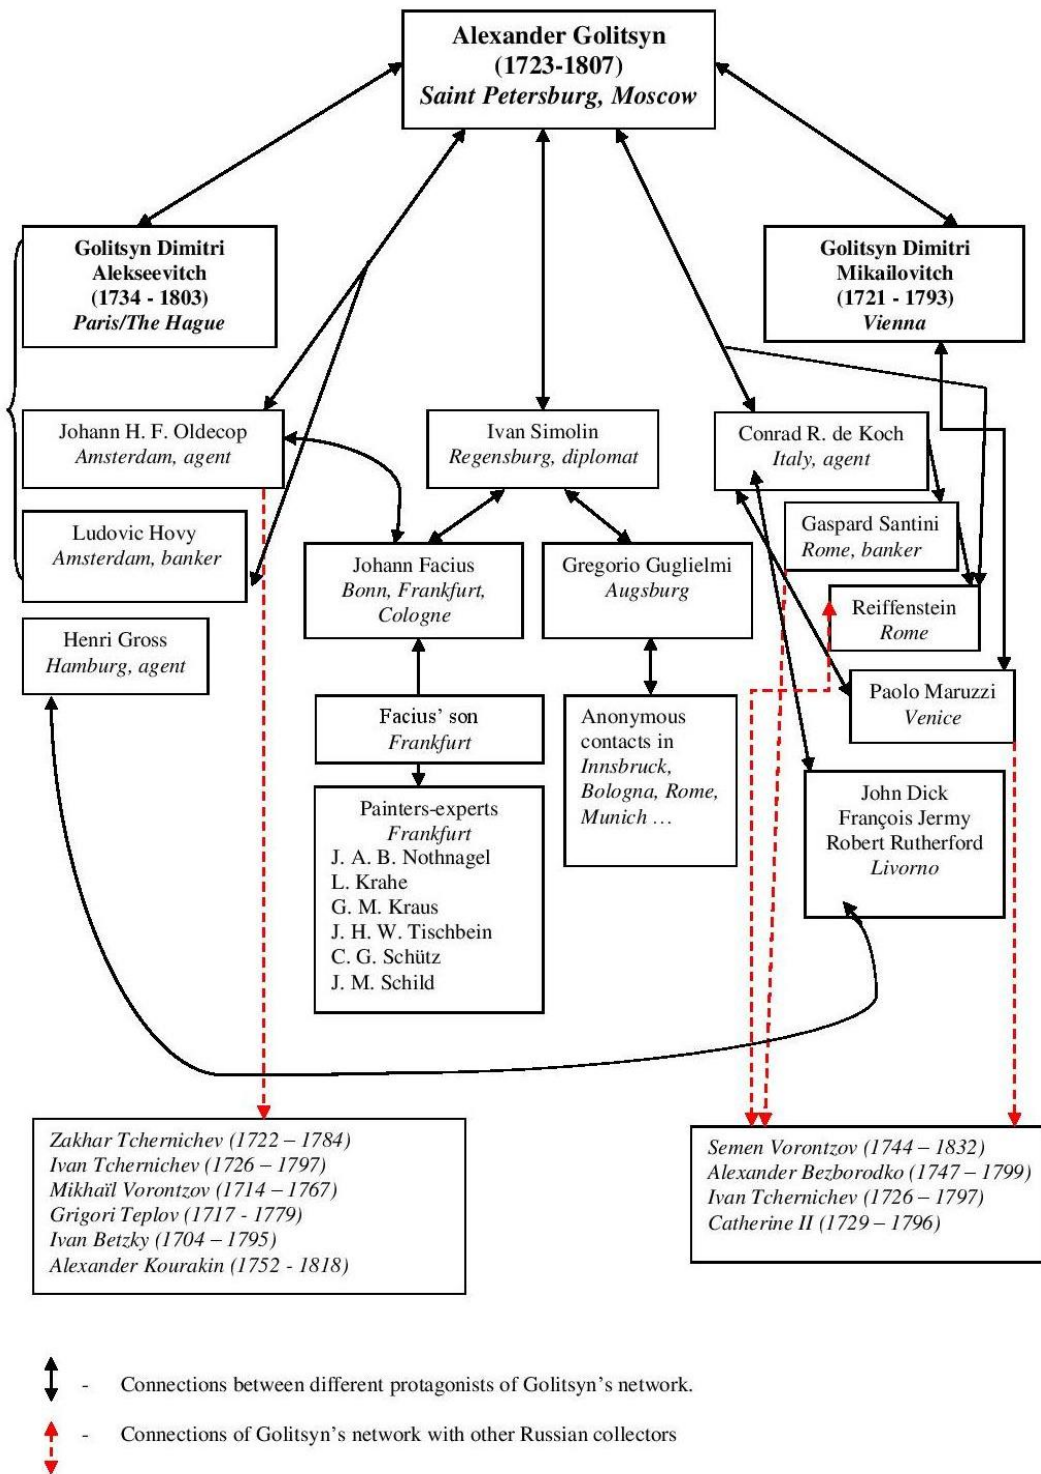 Alexander Golitsyn
(1723-1807)
Saint Petersburg, Moscow
Golitsyn Dimitri
Alekseevitch
(1734 - 1803)
Paris/The Hague
Golitsyn Dimitri
Mikailovitch
(1721 - 1793)
Vienna
Johann H. F. Oldecop
Amsterdam, agent
Ivan Simolin
Regensburg, diplomat
Conrad R. de Koch
Italy, agent
Ludovic Hovy
Amsterdam, banker
Johann Facius
Bonn, Frankfurt,
Cologne
Gregorio Guglielmi
Augsburg
Gaspard Santini
Rome, banker
Reiffenstein
Rome
Henri Gross
Hamburg, agent
Facius' son
Frankfurt
Anonymous
contacts in
Innsbruck,
Bologna, Rome,
Munich …
Paolo Maruzzi
Venice
Painters-experts
Frankfurt
J. A. B. Nothnagel
L. Krahe
G. M. Kraus
J. H. W. Tischbein
C. G. Schütz
J. M. Schild
John Dick
François Jermy
Robert Rutherford
Livorno
Zakhar Tchernichev (1722 – 1784)
Ivan Tchernichev (1726 – 1797)
Mikhaïl Vorontzov (1714 – 1767)
Grigori Teplov (1717 - 1779)
Ivan Betzky (1704 – 1795)
Alexander Kourakin (1752 - 1818)
Semen Vorontzov (1744 – 1832)
Alexander Bezborodko (1747 – 1799)
Ivan Tchernichev (1726 – 1797)
Catherine II (1729 – 1796)
- Connections between different protagonists of Golitsyn's network.
- Connections of Golitsyn's network with other Russian collectors